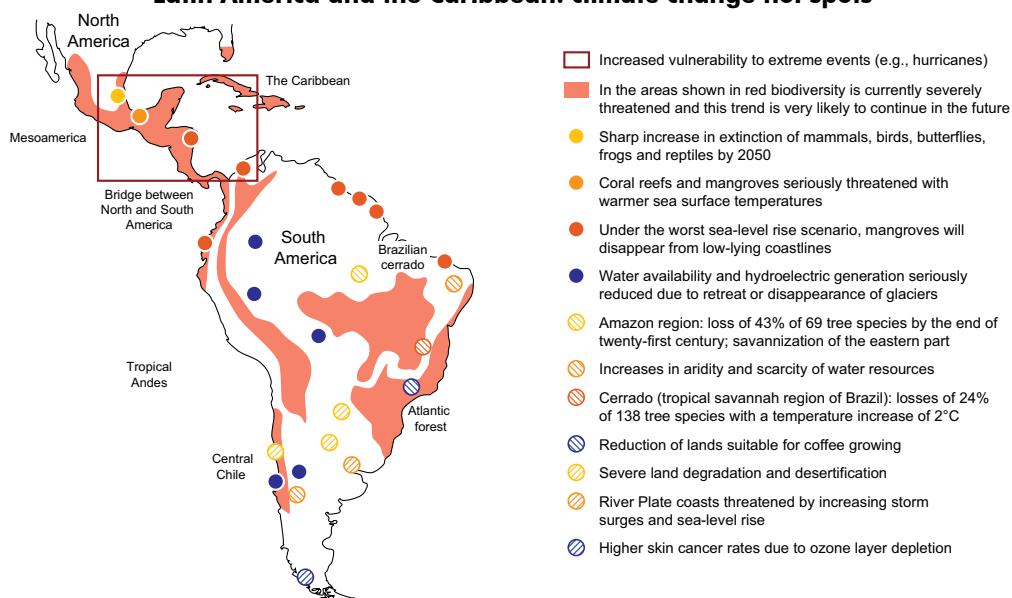 Latin America and the Caribbean: climate change hot spots
North
America
The Caribbean
Mesoamerica
Bridge between
North and South
America
South
America
Brazilian
cerrado
Tropical
Andes
Atlantic
forest
Central
Chile
Increased vulnerability to extreme events (e.g., hurricanes)
In the areas shown in red biodiversity is currently severely
threatened and this trend is very likely to continue in the future
Sharp increase in extinction of mammals, birds, butterflies,
frogs and reptiles by 2050
Coral reefs and mangroves seriously threatened with
warmer sea surface temperatures
Under the worst sea-level rise scenario, mangroves will
disappear from low-lying coastlines
Water availability and hydroelectric generation seriously
reduced due to retreat or disappearance of glaciers
Amazon region: loss of 43% of 69 tree species by the end of
twenty-first century; savannization of the eastern part
Increases in aridity and scarcity of water resources
Cerrado (tropical savannah region of Brazil): losses of 24%
of 138 tree species with a temperature increase of 2°C
Reduction of lands suitable for coffee growing
Severe land degradation and desertification
River Plate coasts threatened by increasing storm
surges and sea-level rise
Higher skin cancer rates due to ozone layer depletion